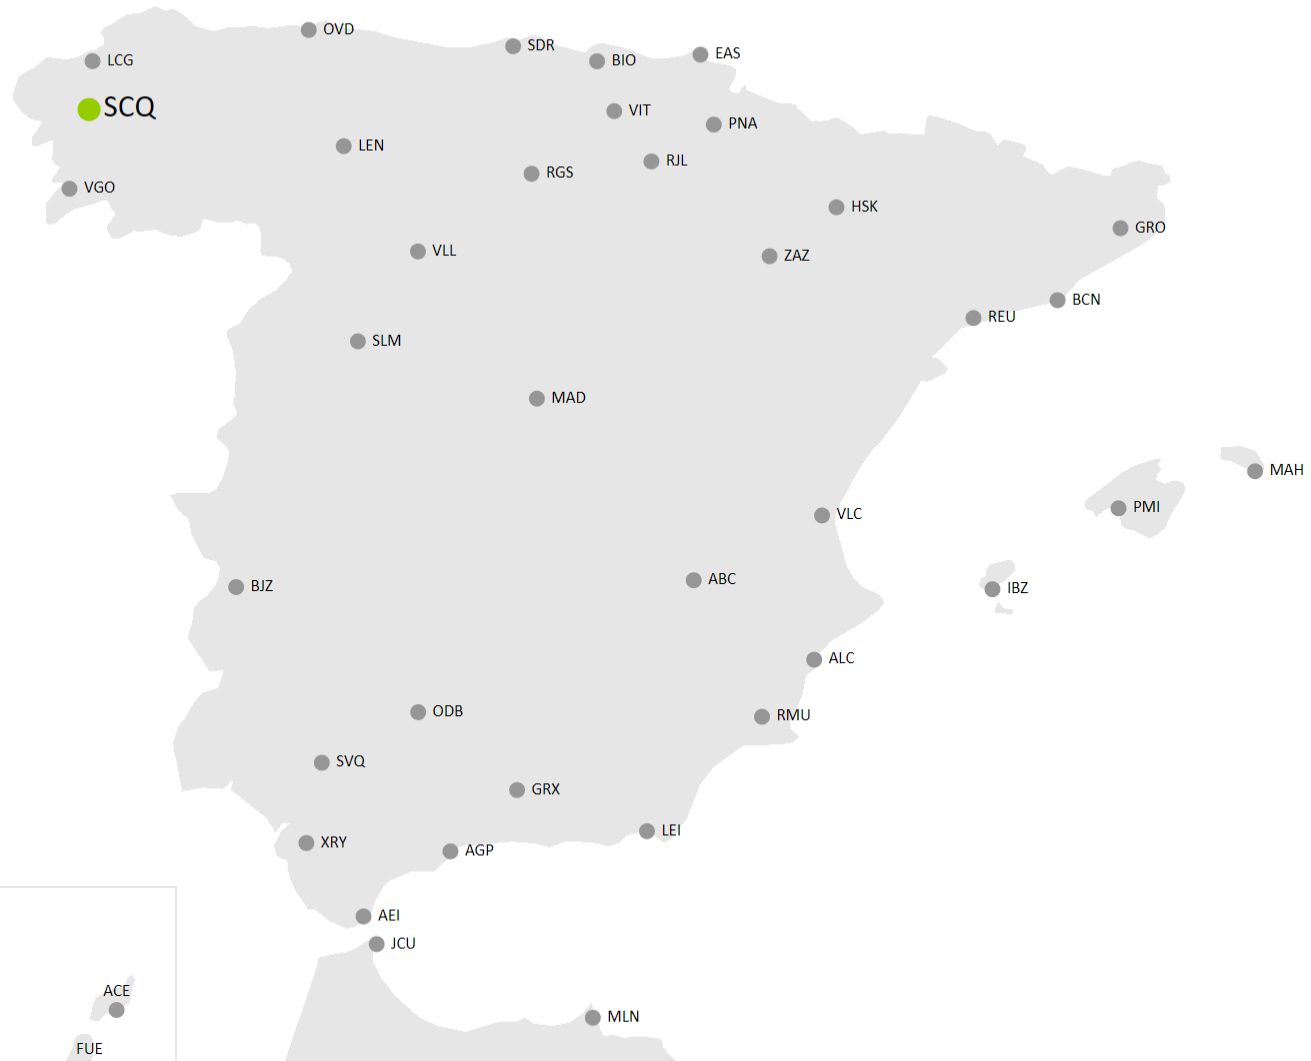 OVD
SDR
EAS
LCG
BIO
SCQ
VIT
PNA
LEN
RJL
RGS
VGO
HSK
GRO
VLL
ZAZ
BCN
REU
SLM
MAD
MAH
PMI
VLC
ABC
BJZ
IBZ
ALC
ODB
RMU
SVQ
GRX
LEI
XRY
AGP
AEI
JCU
ACE
MLN
FUE